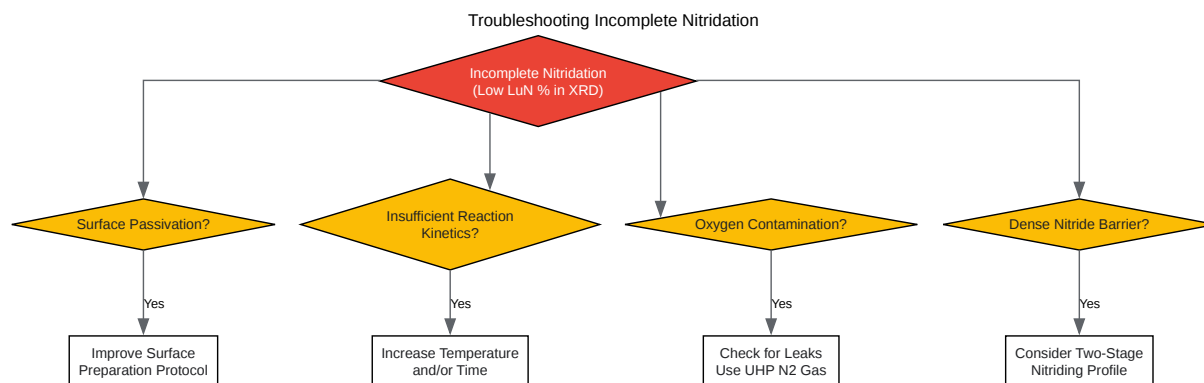 Troubleshooting Incomplete Nitridation
Incomplete Nitridation
(Low LuN % in XRD)
Surface Passivation?
Insufficient Reaction
Kinetics?
Oxygen Contamination?
Dense Nitride Barrier?
Yes
Yes
Yes
Yes
Improve Surface
Preparation Protocol
Increase Temperature
and/or Time
Check for Leaks
Use UHP N2 Gas
Consider Two-Stage
Nitriding Profile